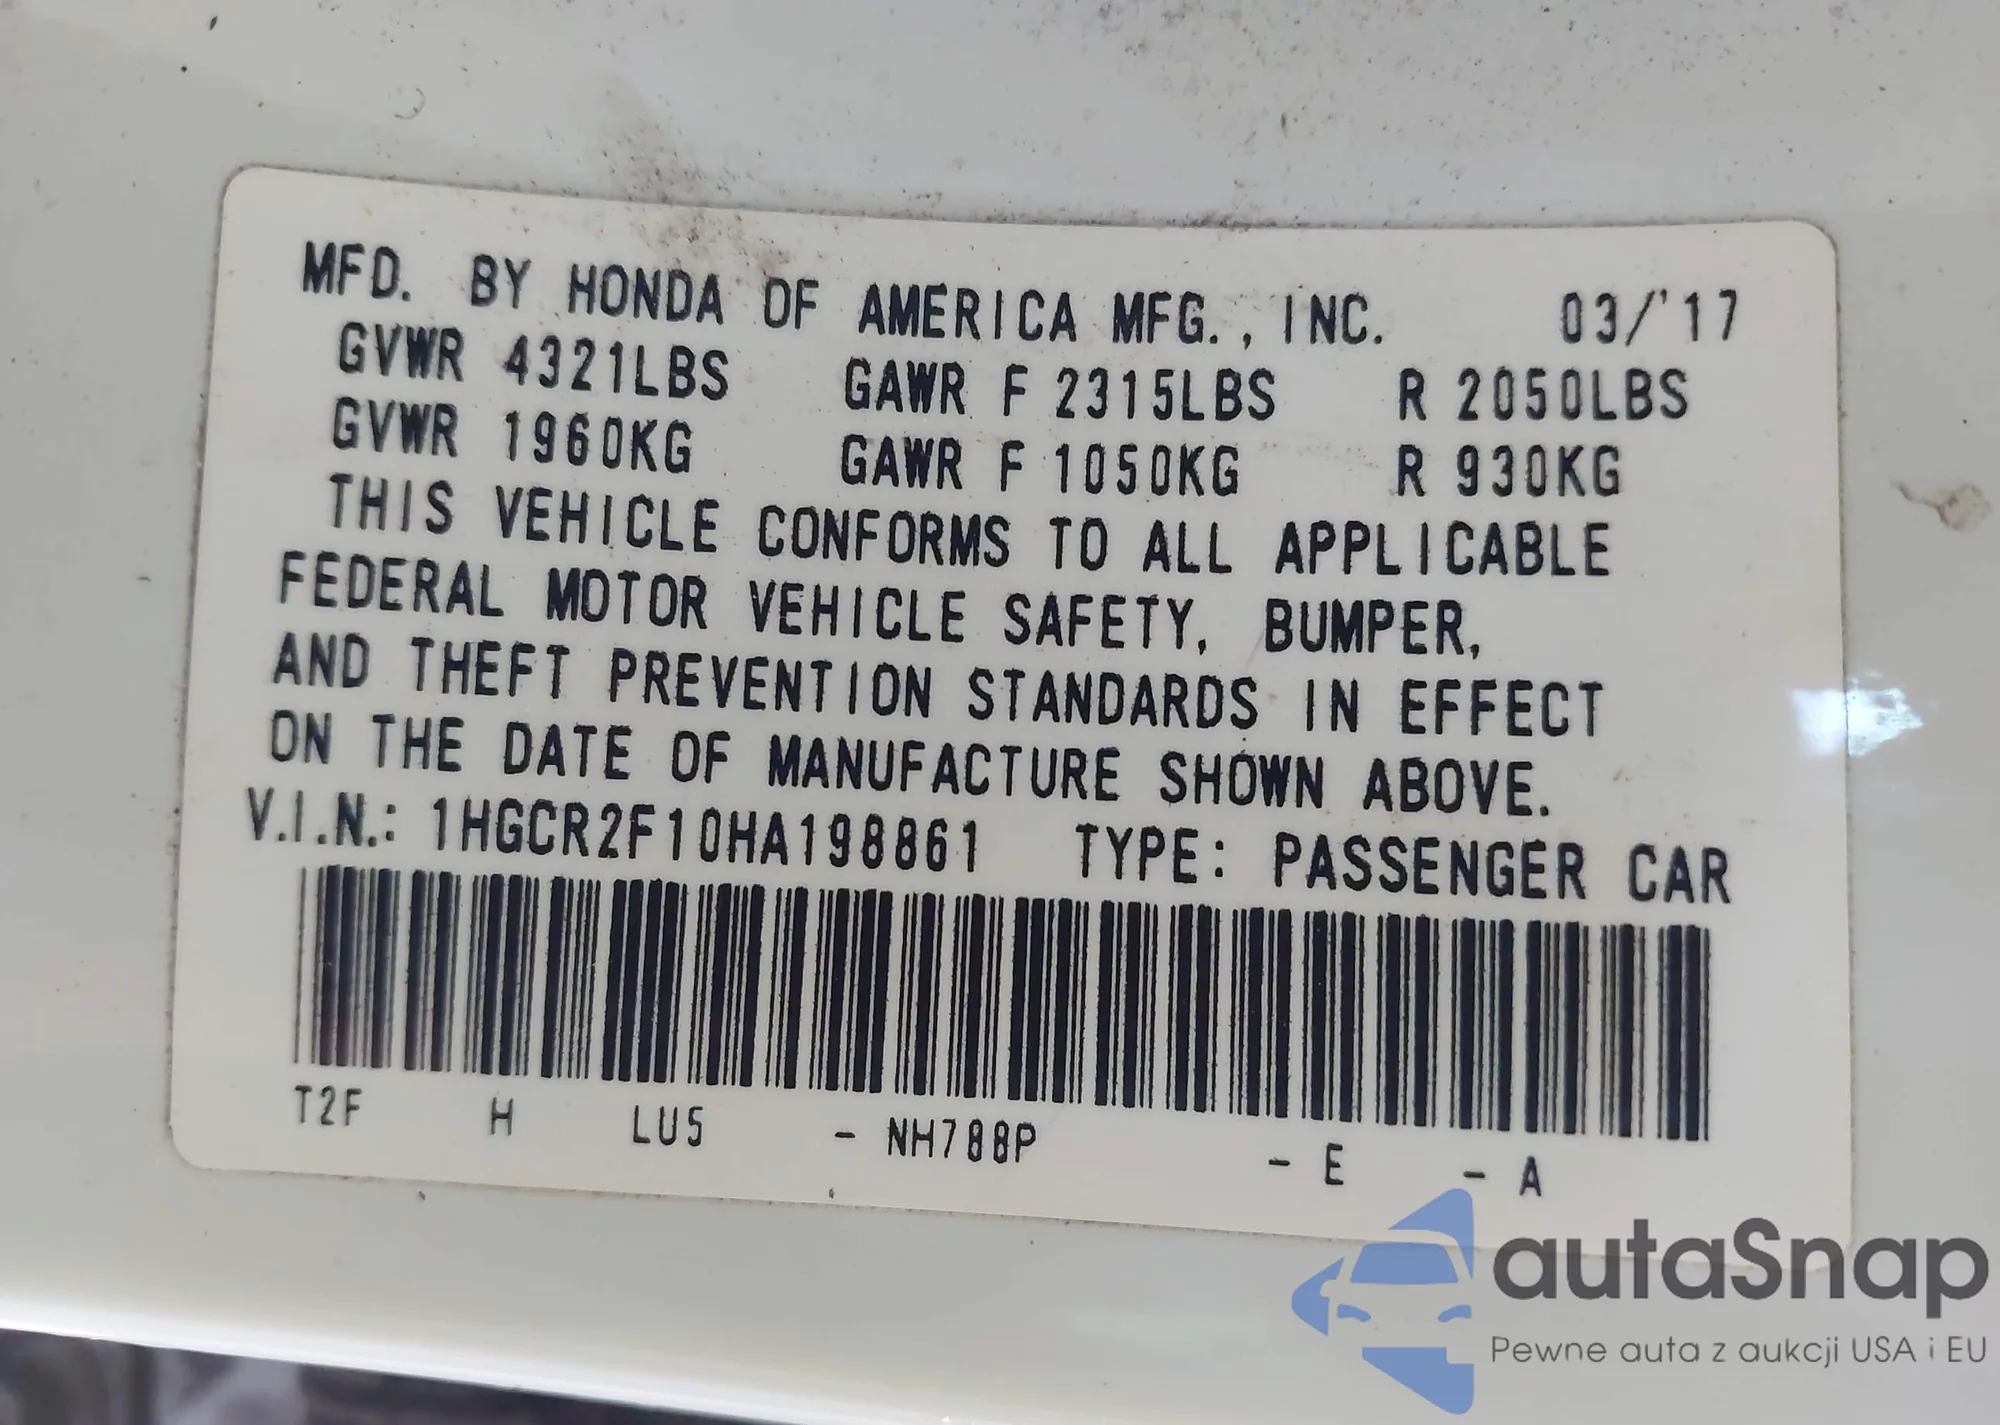 MFD. BY HONDA OF AMERICA MFG., INC. 03/'17
GVWR 4321LBS GAWR F 2315LBS R 2050LBS
GVWR 1960KG GAWR F 1050KG R 930KG
THIS VEHICLE CONFORMS TO ALL APPLICABLE
FEDERAL MOTOR VEHICLE SAFETY, BUMPER,
AND THEFT PREVENTION STANDARDS IN EFFECT
ON THE DATE OF MANUFACTURE SHOWN ABOVE.
V.I.N.: 1HGCR2F10HA198861 TYPE: PASSENGER CAR
T2F H LU5 - NH788P - E - A
autaSnap
Pewne auta z aukcji USA i EU